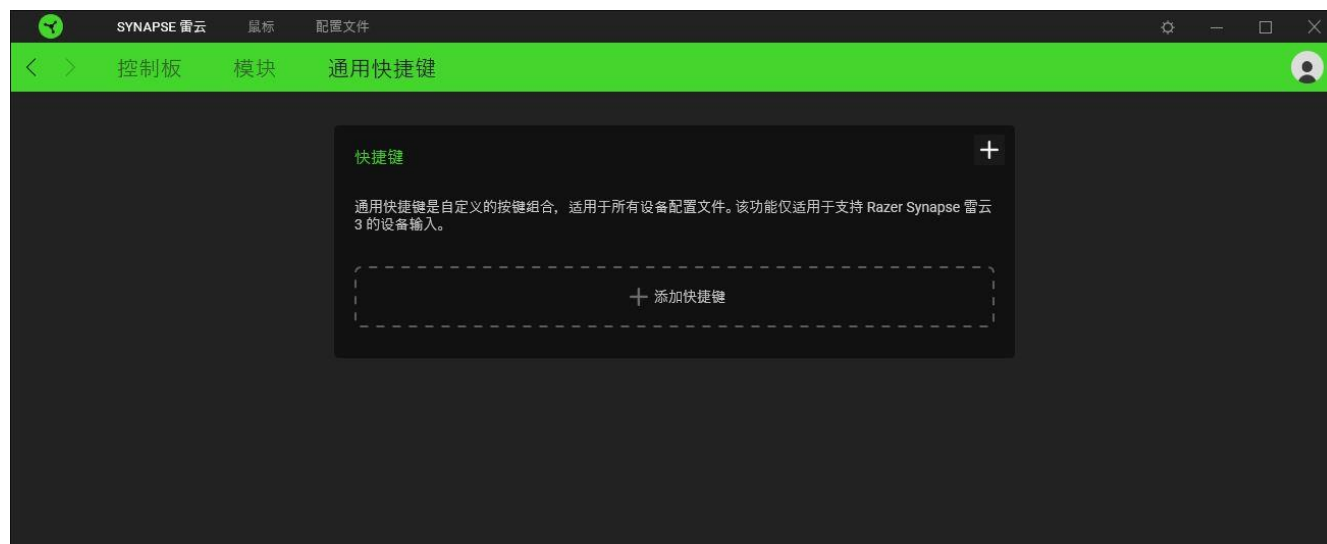 SYNAPSE 雷云 鼠标 配置文件
控制板 模块 通用快捷键
快捷键
通用快捷键是自定义的按键组合，适用于所有设备配置文件。该功能仅适用于支持 Razer Synapse 雷云
3 的设备输入。
添加快捷键